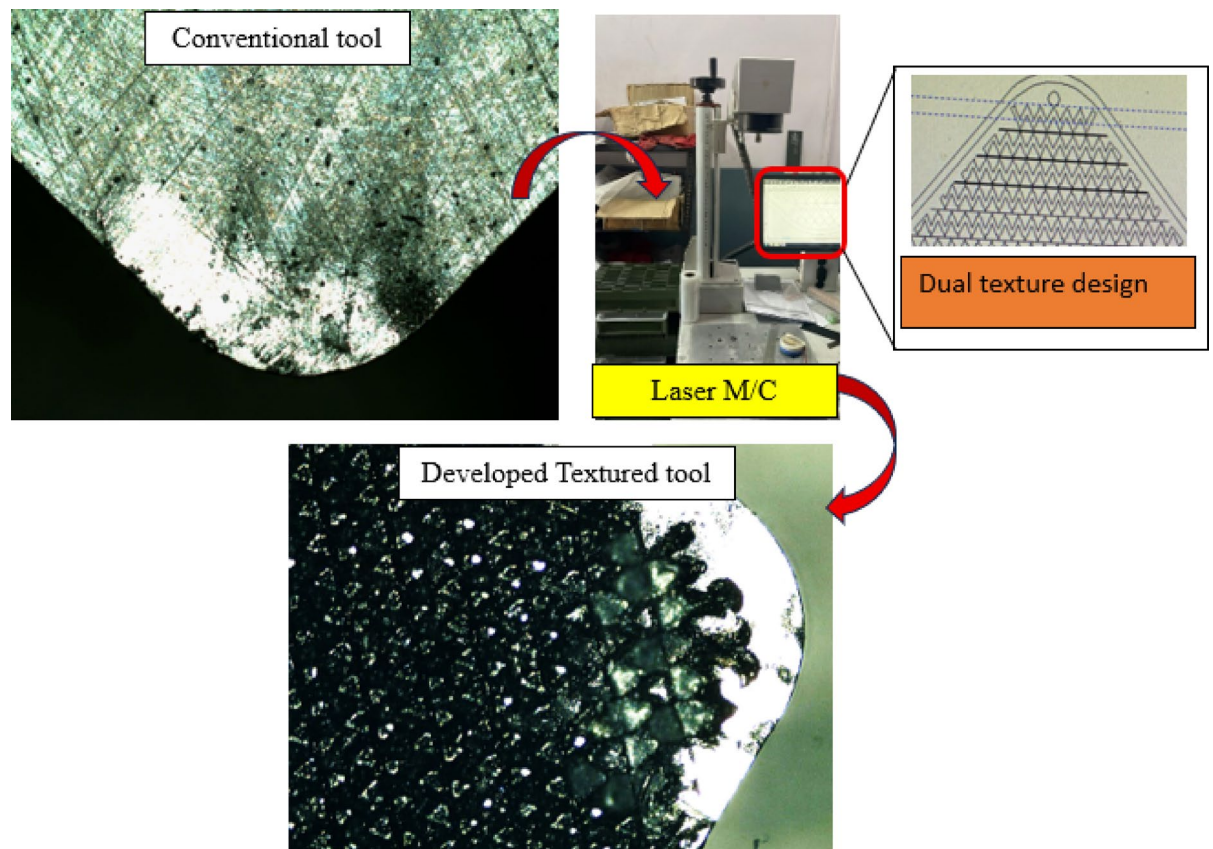 Conventional tool
Dual texture design
Laser M/C
Developed Textured tool